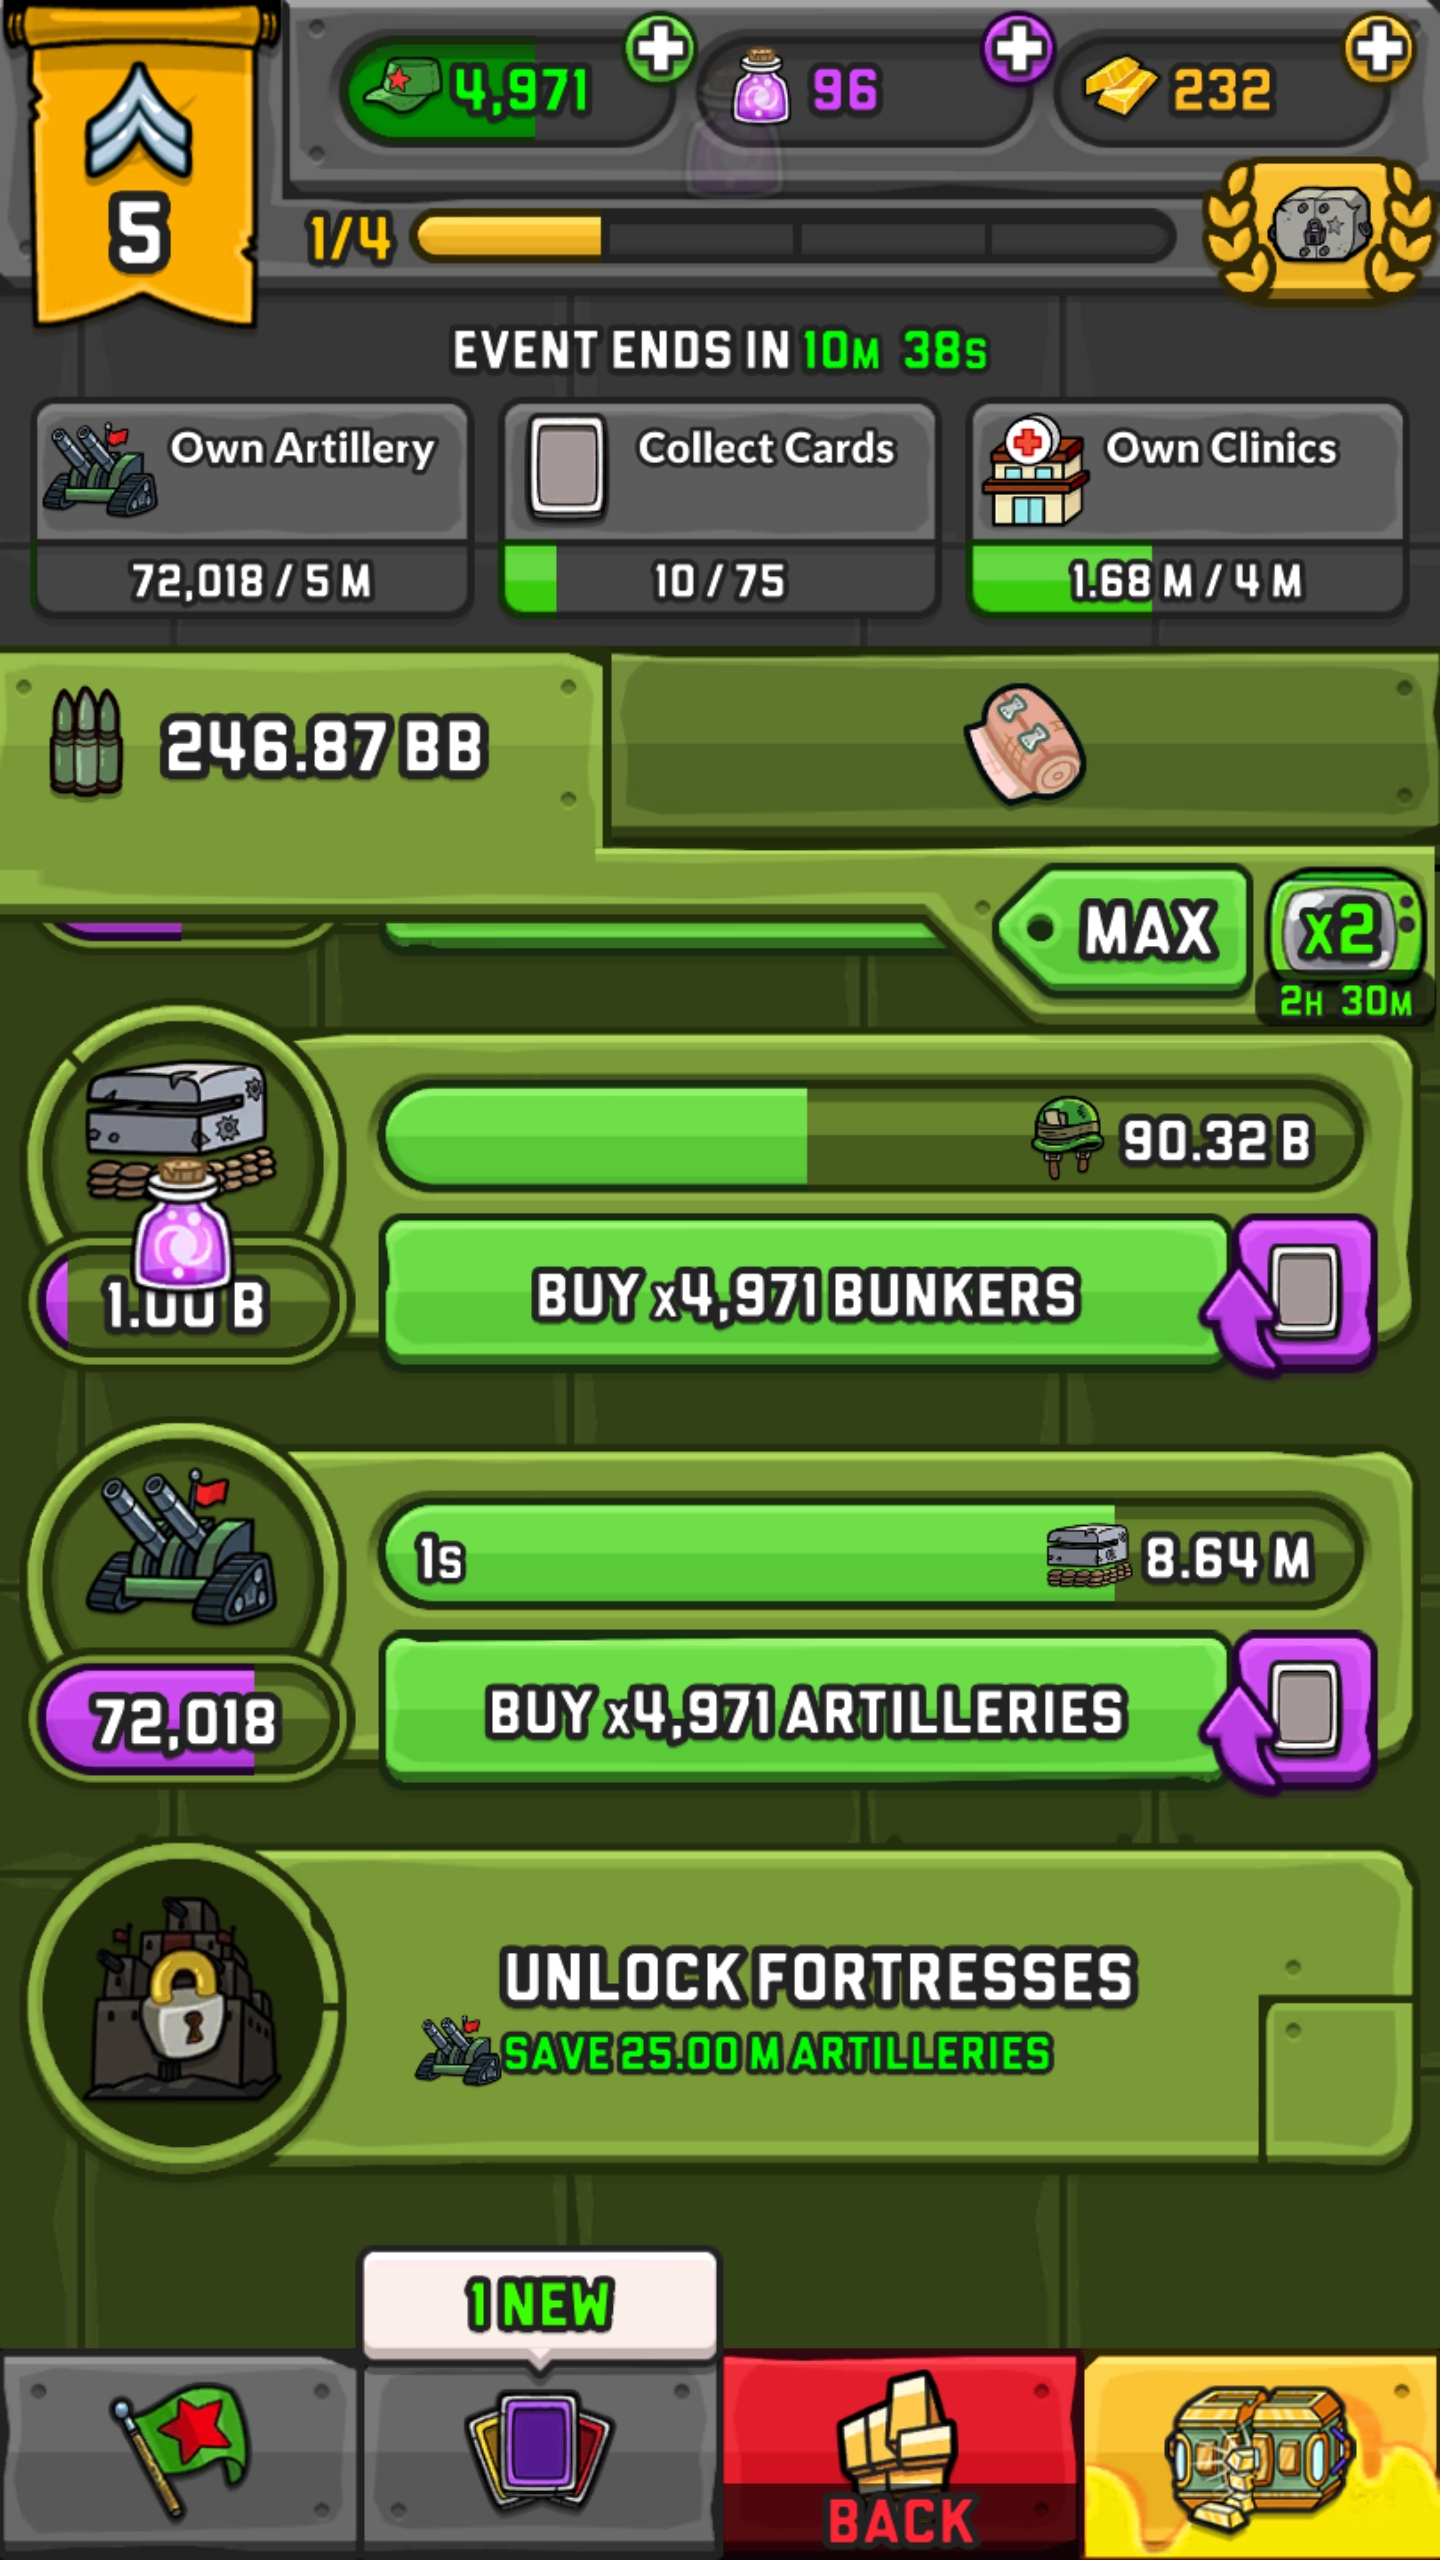 4,971
96
232
5
1/4
EVENT ENDS IN 10M 38S
Own Artillery
72,018 / 5 M
Collect Cards
10 / 75
Own Clinics
1.68 M / 4 M
246.87 BB
MAX
x2
2H 30M
90.32 B
1.00 B
BUY x4,971 BUNKERS
1S
8.64 M
72,018
BUY x4,971 ARTILLERIES
UNLOCK FORTRESSES
SAVE 25.00 M ARTILLERIES
1 NEW
BACK